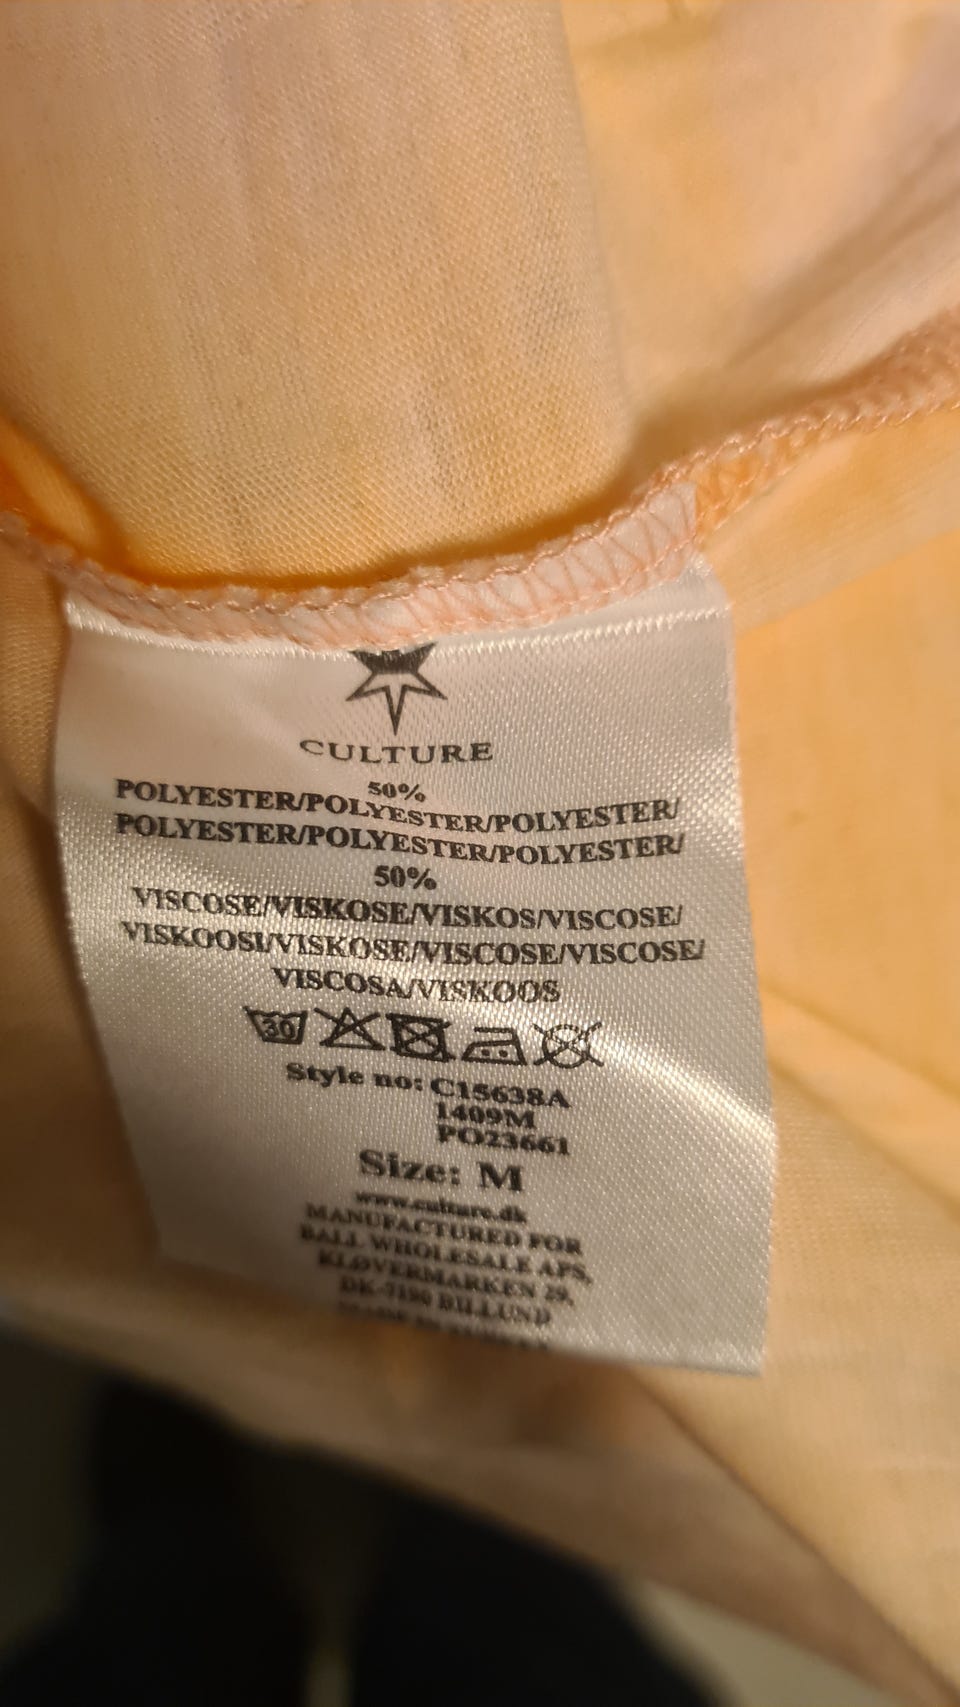 CULTURE
50%
POLYESTER/POLYESTER/POLYESTER/
POLYESTER/POLYESTER/POLYESTER/
50%
VISCOSE/VISKOSE/VISKOS/VISCOSE/
VISKOOSI/VISKOSE/VISCOSE/VISCOSE/
VISCOSA/VISKOOS
30
Style no: C15638A
1409M
PO23661
Size: M
www.culture.dk
MANUFACTURED FOR
BALL WHOLESALE APS,
KLØVERMARKEN 29,
DK-7190 BILLUND